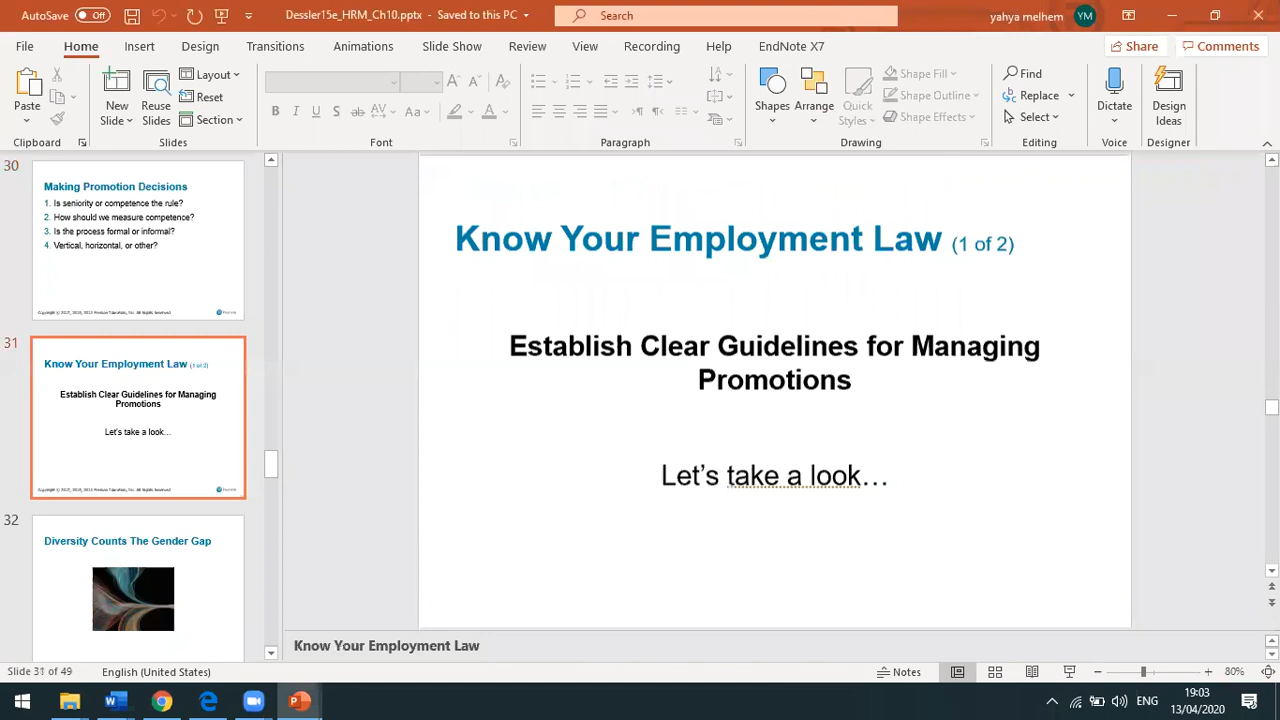 AutoSave Off Dessler15e_HRM_Ch10.pptx - Saved to this PC Search yahya melhem YM
File Home Insert Design Transitions Animations Slide Show Review View Recording Help EndNote X7 Share Comments
Paste New Slide Reuse Slides Layout Reset Section
Shapes Arrange Quick Styles Shape Fill Shape Outline Shape Effects
Find Replace Select Dictate Design Ideas
B I U S ab AV Aa A
Clipboard Slides Font Paragraph Drawing Editing Voice Designer
30
Making Promotion Decisions
1. Is seniority or competence the rule?
2. How should we measure competence?
3. Is the process formal or informal?
4. Vertical, horizontal, or other?
31
Know Your Employment Law (1 of 2)
Establish Clear Guidelines for Managing
Promotions
Let's take a look...
32
Diversity Counts The Gender Gap
Know Your Employment Law (1 of 2)
Establish Clear Guidelines for Managing
Promotions
Let’s take a look…
Know Your Employment Law
Slide 31 of 49 English (United States) Notes 80%
ENG 19:03
13/04/2020